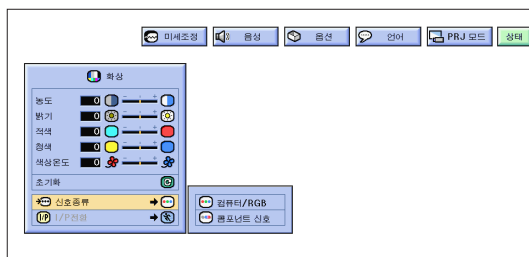 미세조정 음성 옵션 언어 PRJ 모드 상태
화상
농도 0
밝기 0
적색 0
청색 0
색상온도 0
초기화
신호종류
컴퓨터/RGB
I/P I/P전환
콤포넌트 신호